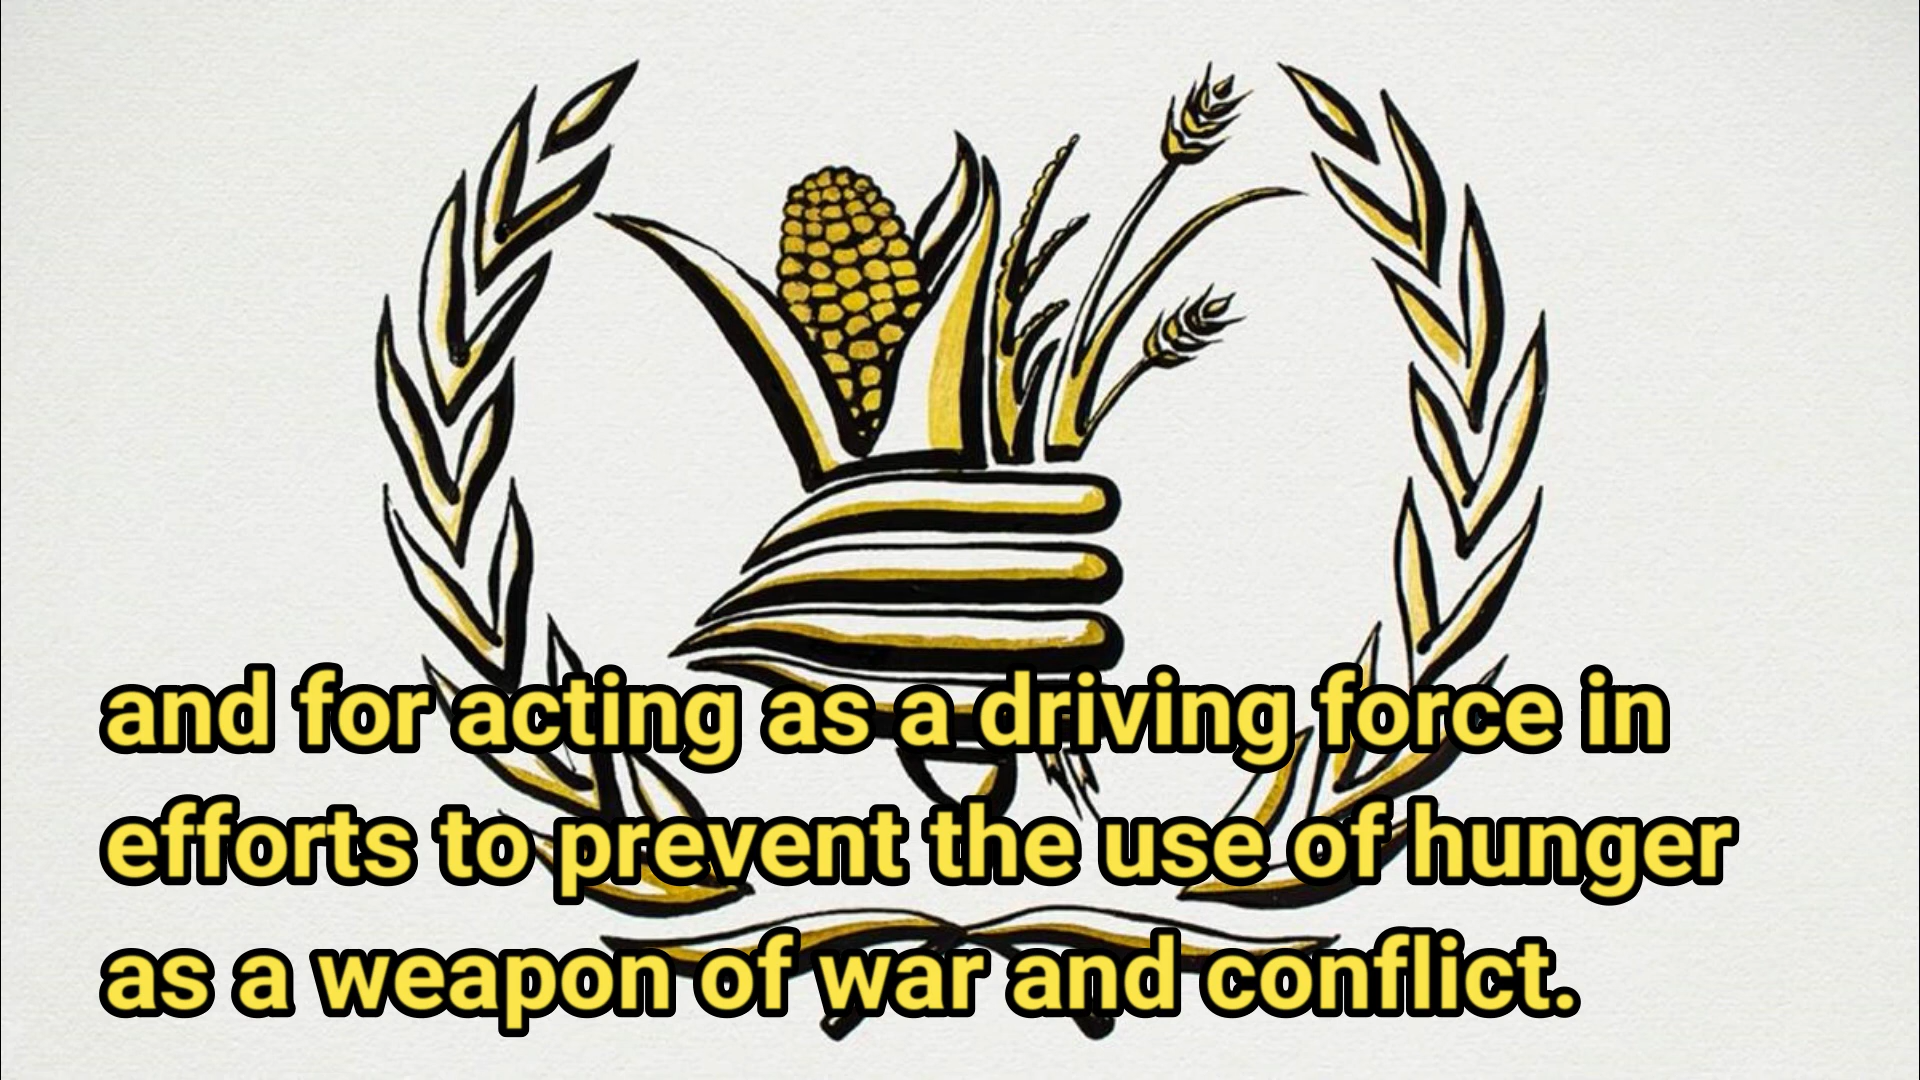 and for acting as a driving force in
efforts to prevent the use of hunger
as a weapon of war and conflict.